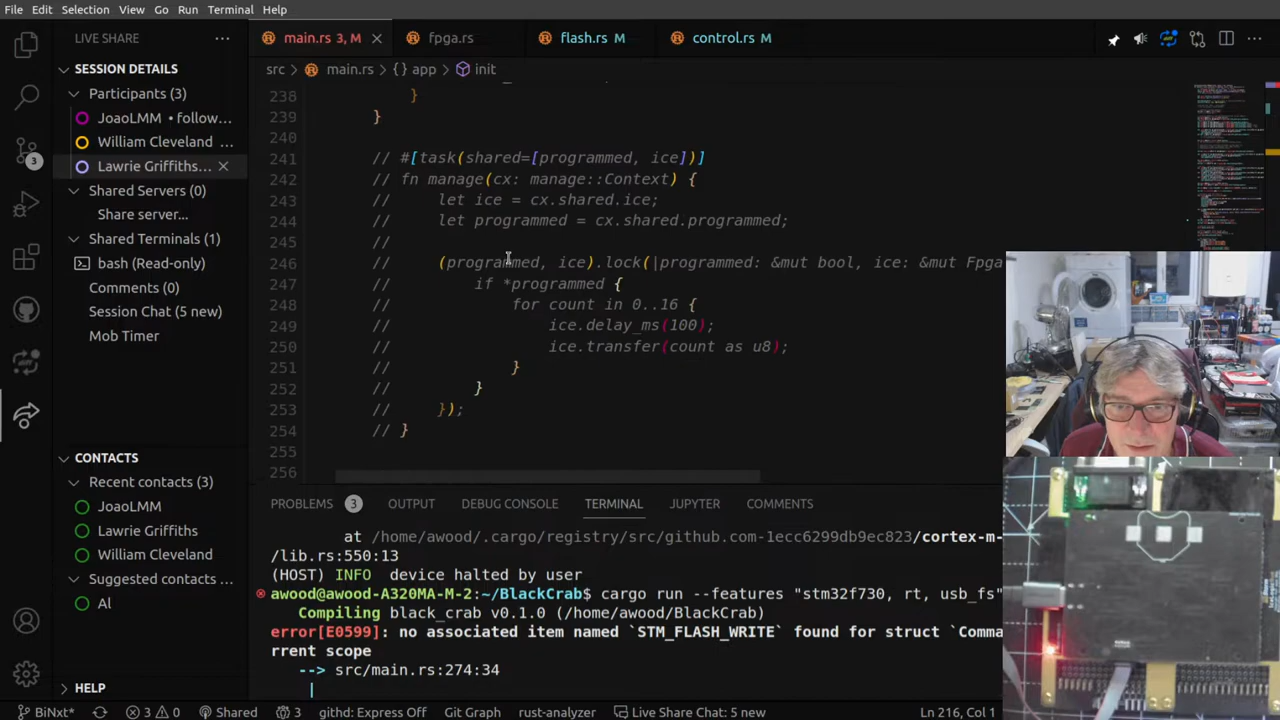 File Edit Selection View Go Run Terminal Help
LIVE SHARE ···
main.rs 3, M
fpga.rs
flash.rs M
control.rs M
SESSION DETAILS
Participants (3)
JoaoLMM • follow...
William Cleveland ...
Lawrie Griffiths...
Shared Servers (0)
Share server...
Shared Terminals (1)
bash (Read-only)
Comments (0)
Session Chat (5 new)
Mob Timer
3
CONTACTS
Recent contacts (3)
JoaoLMM
Lawrie Griffiths
William Cleveland
Suggested contacts ...
Al
HELP
src > main.rs > {} app > init
238 }
239 }
240
241 // #[task(shared=[programmed, ice])]
242 // fn manage(cx: manage::Context) {
243 // let ice = cx.shared.ice;
244 // let programmed = cx.shared.programmed;
245 //
246 // (programmed, ice).lock(|programmed: &mut bool, ice: &mut Fpga
247 // if *programmed {
248 // for count in 0..16 {
249 // ice.delay_ms(100);
250 // ice.transfer(count as u8);
251 // }
252 // }
253 // });
254 // }
255
256
PROBLEMS 3 OUTPUT DEBUG CONSOLE TERMINAL JUPYTER COMMENTS
at /home/awood/.cargo/registry/src/github.com-1ecc6299db9ec823/cortex-m-
/lib.rs:550:13
(HOST) INFO device halted by user
awood@awood-A320MA-M-2:~/BlackCrab$ cargo run --features "stm32f730, rt, usb_fs"
Compiling black_crab v0.1.0 (/home/awood/BlackCrab)
error[E0599]: no associated item named `STM_FLASH_WRITE` found for struct `Comma
rrent scope
--> src/main.rs:274:34
|
BiNxt* 3 0 Shared 3 githd: Express Off Git Graph rust-analyzer Live Share Chat: 5 new Ln 216, Col 1